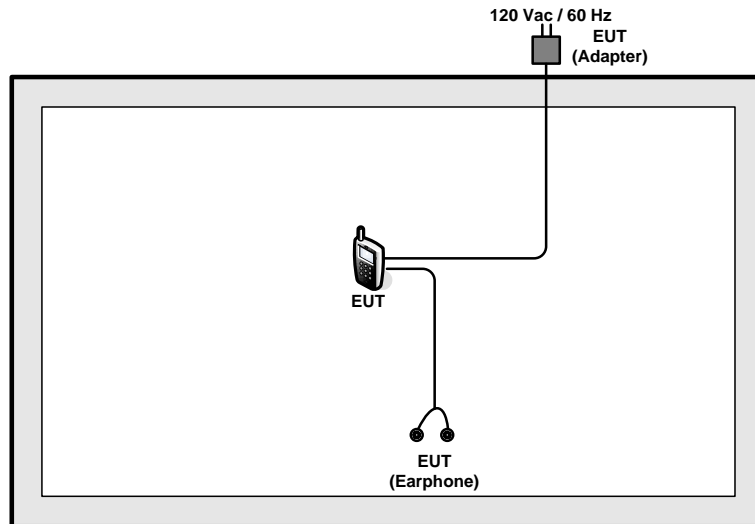 120 Vac / 60 Hz
EUT
(Adapter)
EUT
EUT
(Earphone)